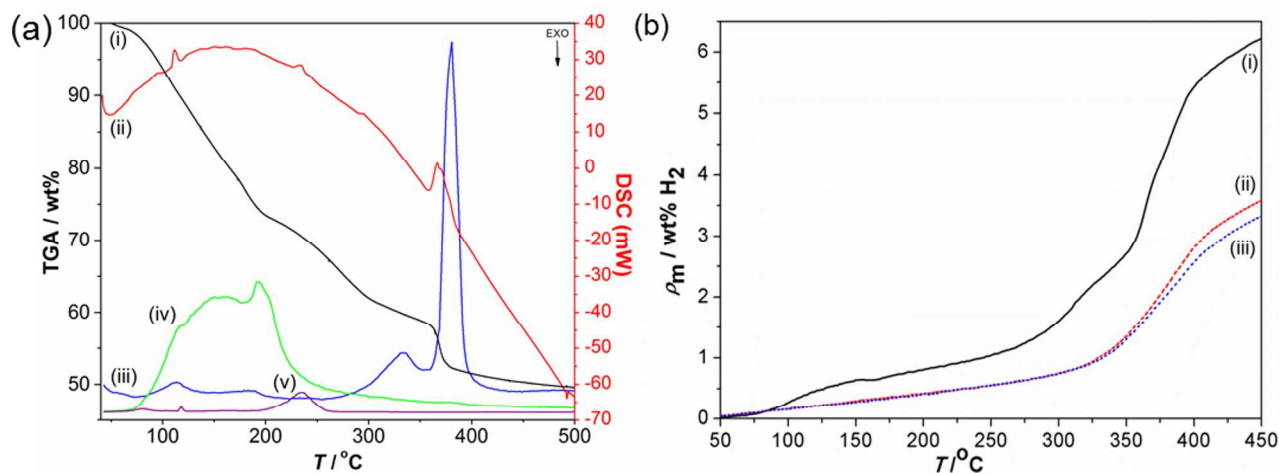 (a)
100
90
80
70
60
50
TGA / wt%
(i)
(ii)
(iii)
(iv)
(v)
EXO
40
30
20
10
0
-10
-20
-30
-40
-50
-60
-70
DSC (mW)
100 200 300 400 500
T / °C
(b)
6
5
4
3
2
1
0
ρm / wt% H2
(i)
(ii)
(iii)
50 100 150 200 250 300 350 400 450
T/°C